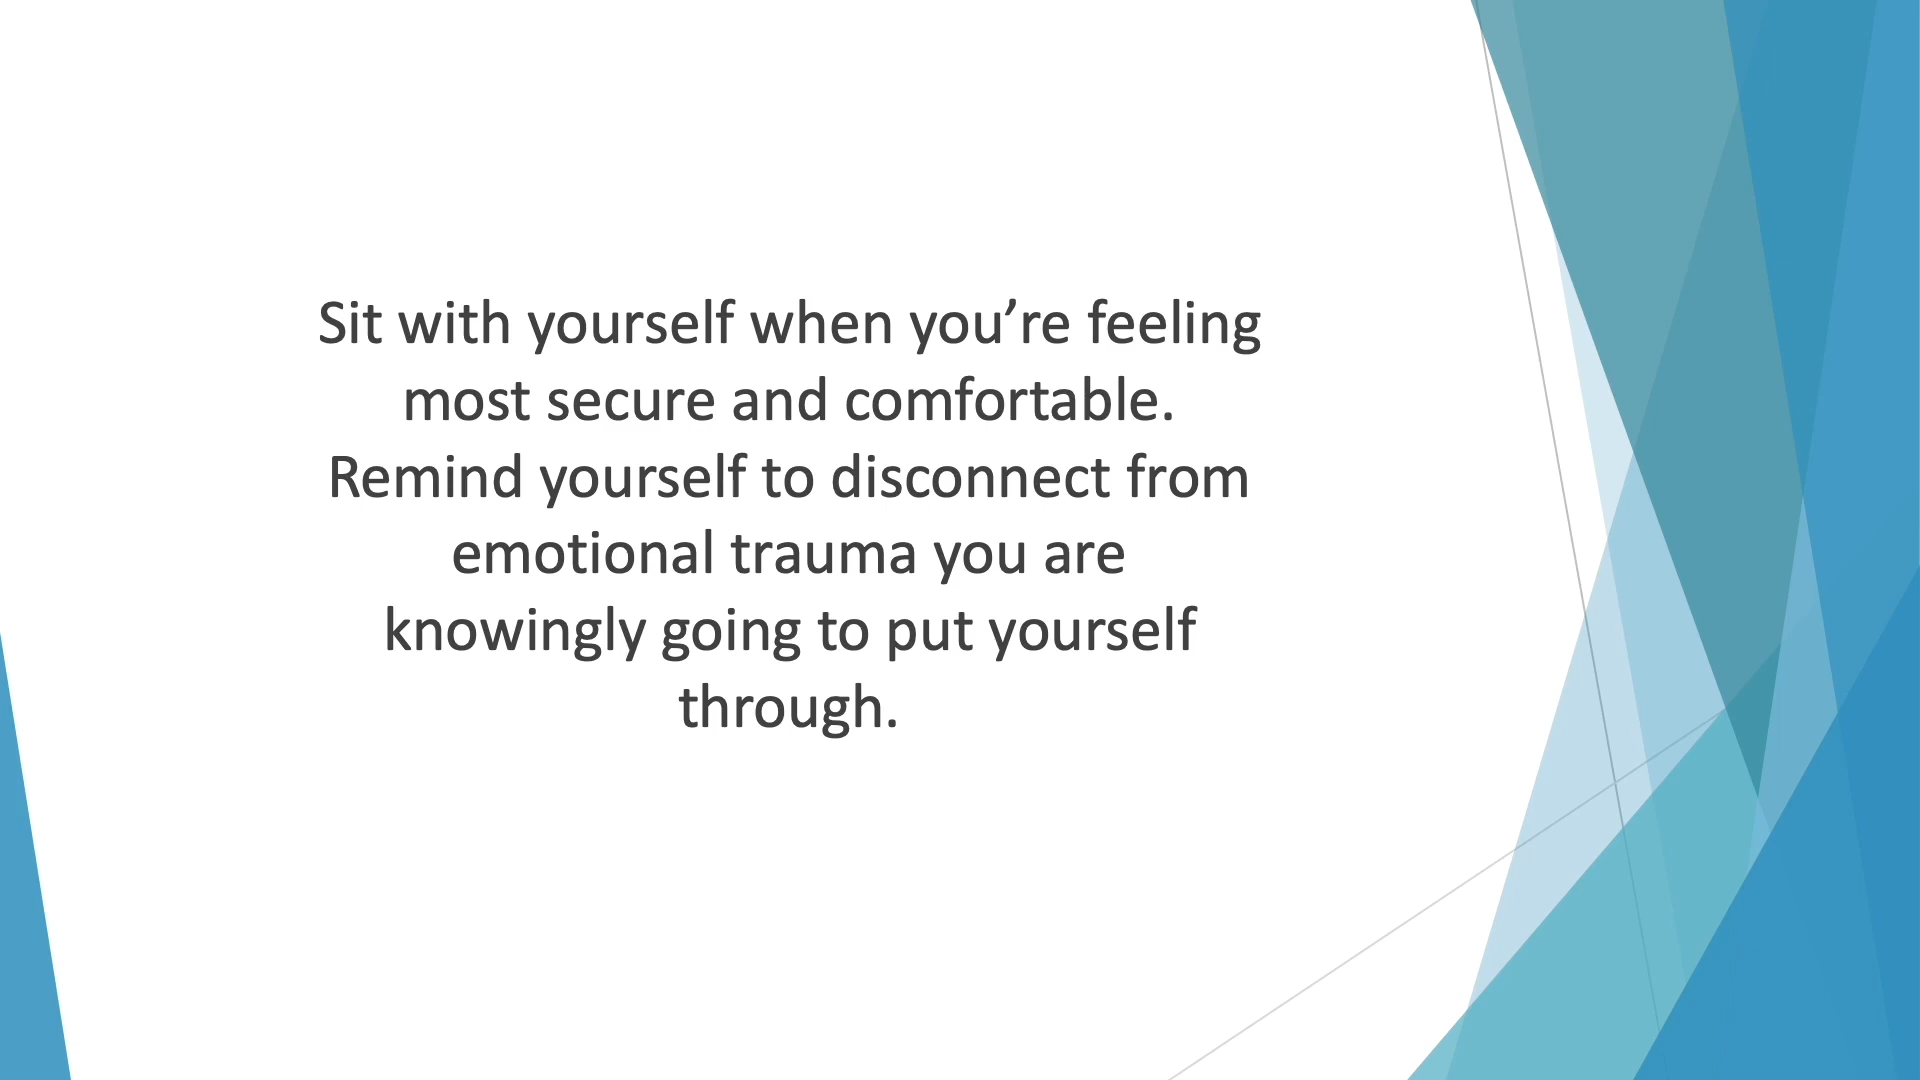 Sit with yourself when you’re feeling
most secure and comfortable.
Remind yourself to disconnect from
emotional trauma you are
knowingly going to put yourself
through.